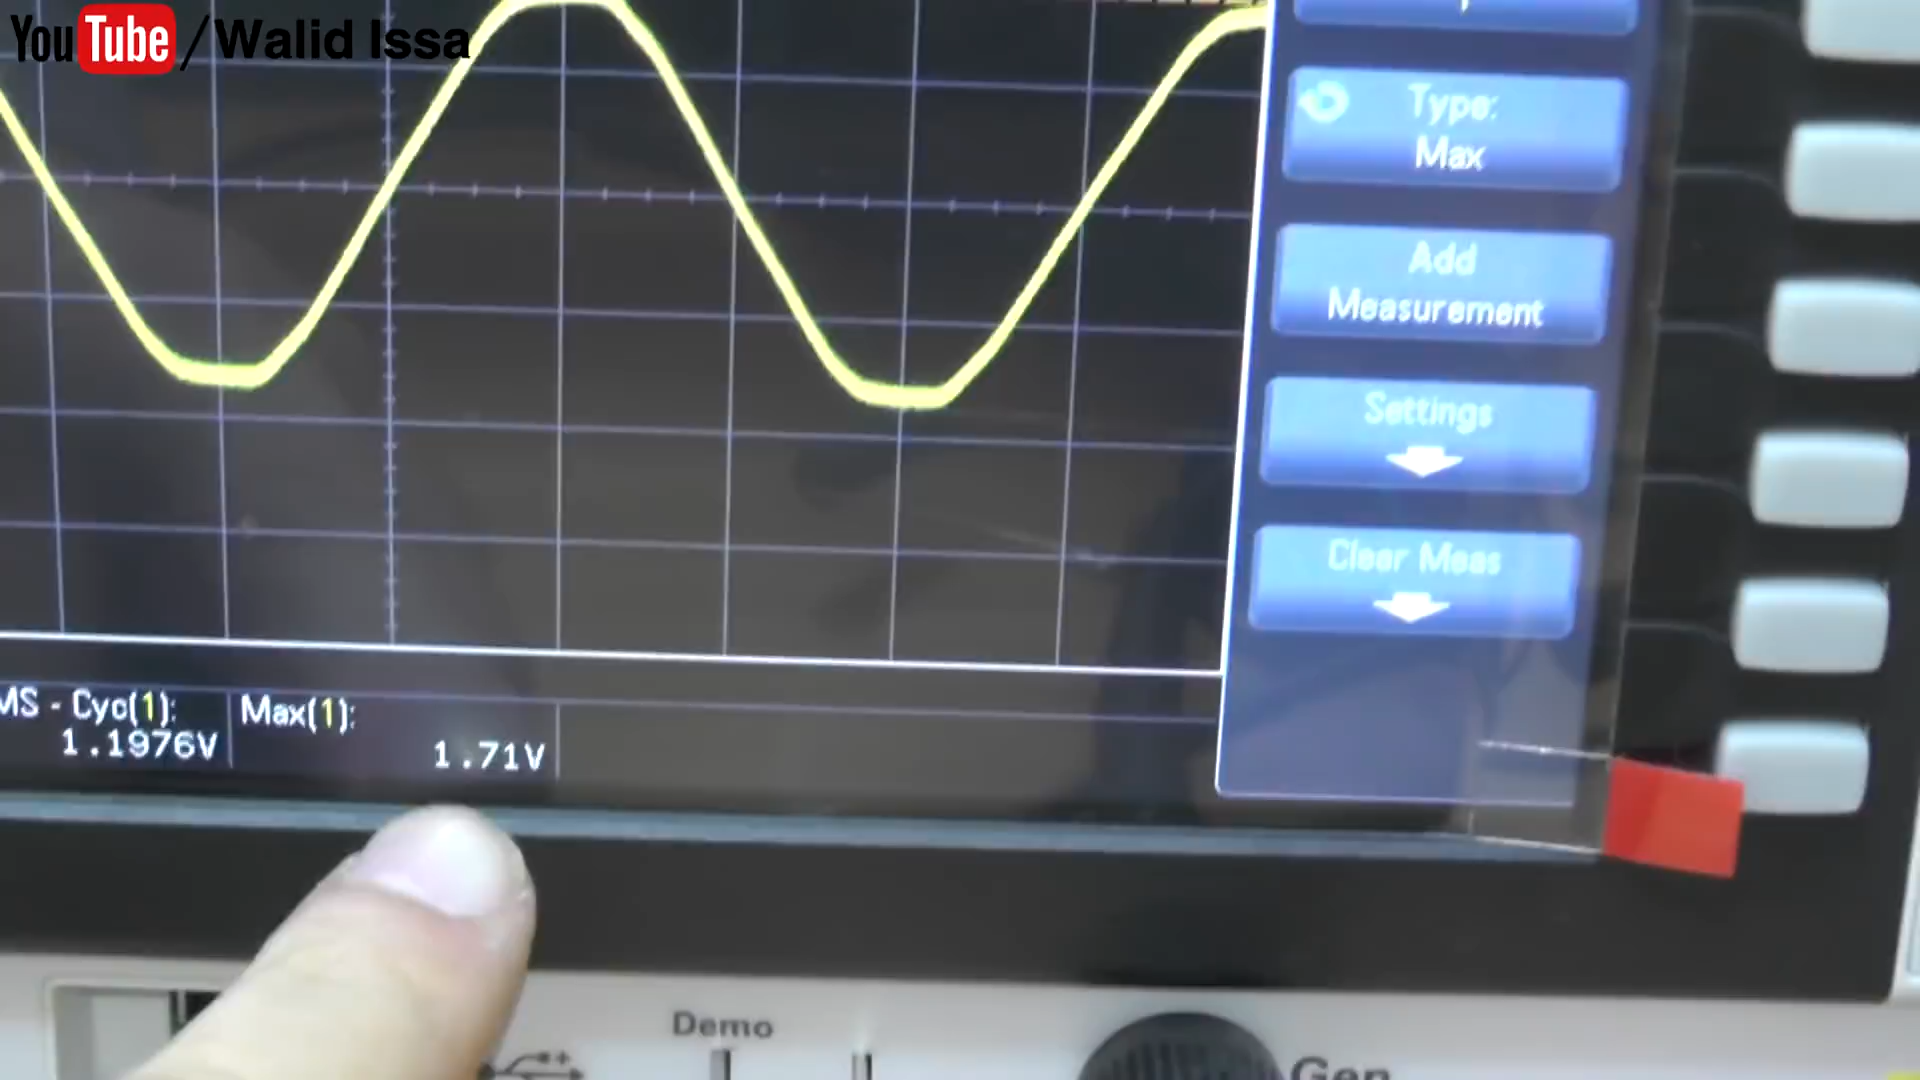 YouTube/Walid Issa
Type:
Max
Add
Measurement
Settings
Clear Meas
MS - Cyc(1):
1.1976V
Max(1):
1.71V
Demo
Gen